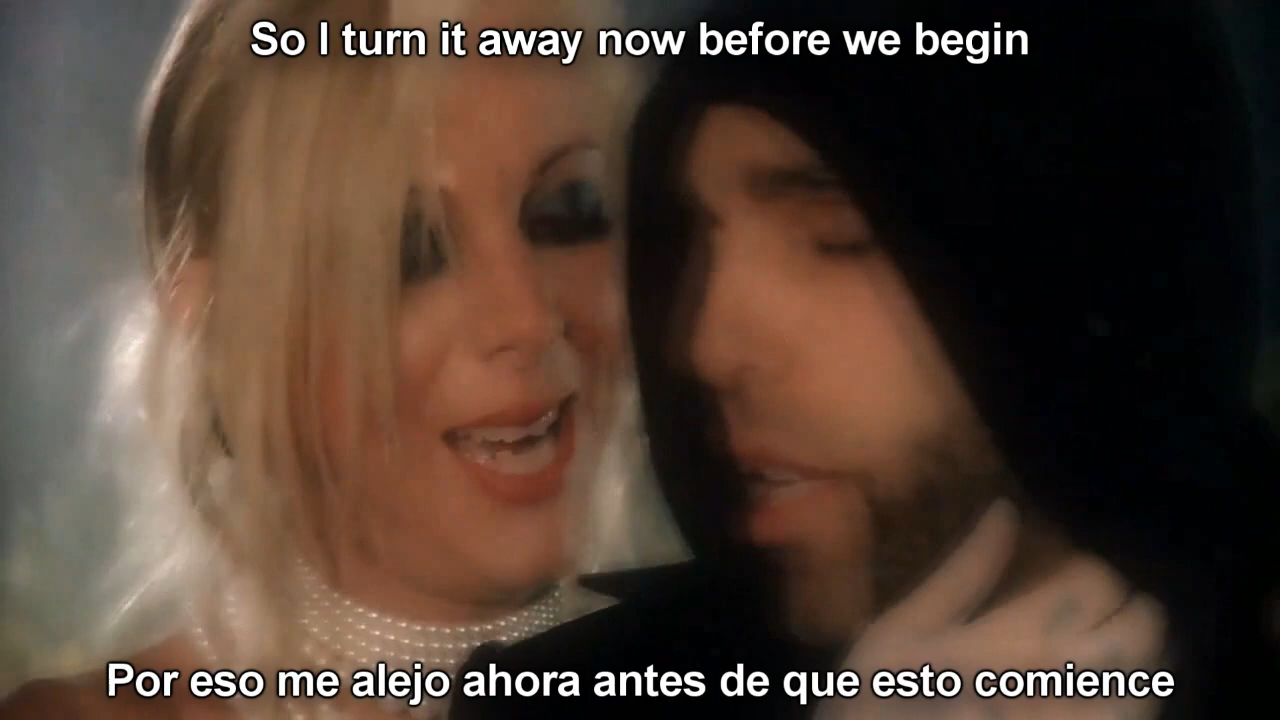 So I turn it away now before we begin
Por eso me alejo ahora antes de que esto comience